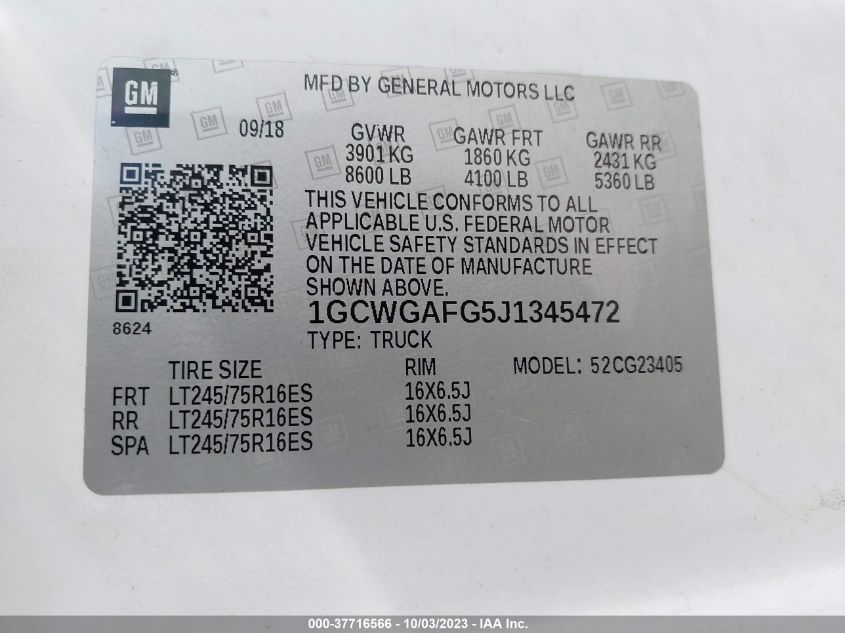 GM
MFD BY GENERAL MOTORS LLC
09/18
GVWR GAWR FRT GAWR RR
3901 KG 1860 KG 2431 KG
8600 LB 4100 LB 5360 LB
THIS VEHICLE CONFORMS TO ALL
APPLICABLE U.S. FEDERAL MOTOR
VEHICLE SAFETY STANDARDS IN EFFECT
ON THE DATE OF MANUFACTURE
SHOWN ABOVE.
8624
1GCWGAFG5J1345472
TYPE: TRUCK
TIRE SIZE RIM MODEL: 52CG23405
FRT LT245/75R16ES 16X6.5J
RR LT245/75R16ES 16X6.5J
SPA LT245/75R16ES 16X6.5J
000-37716566 - 10/03/2023 - IAA Inc.